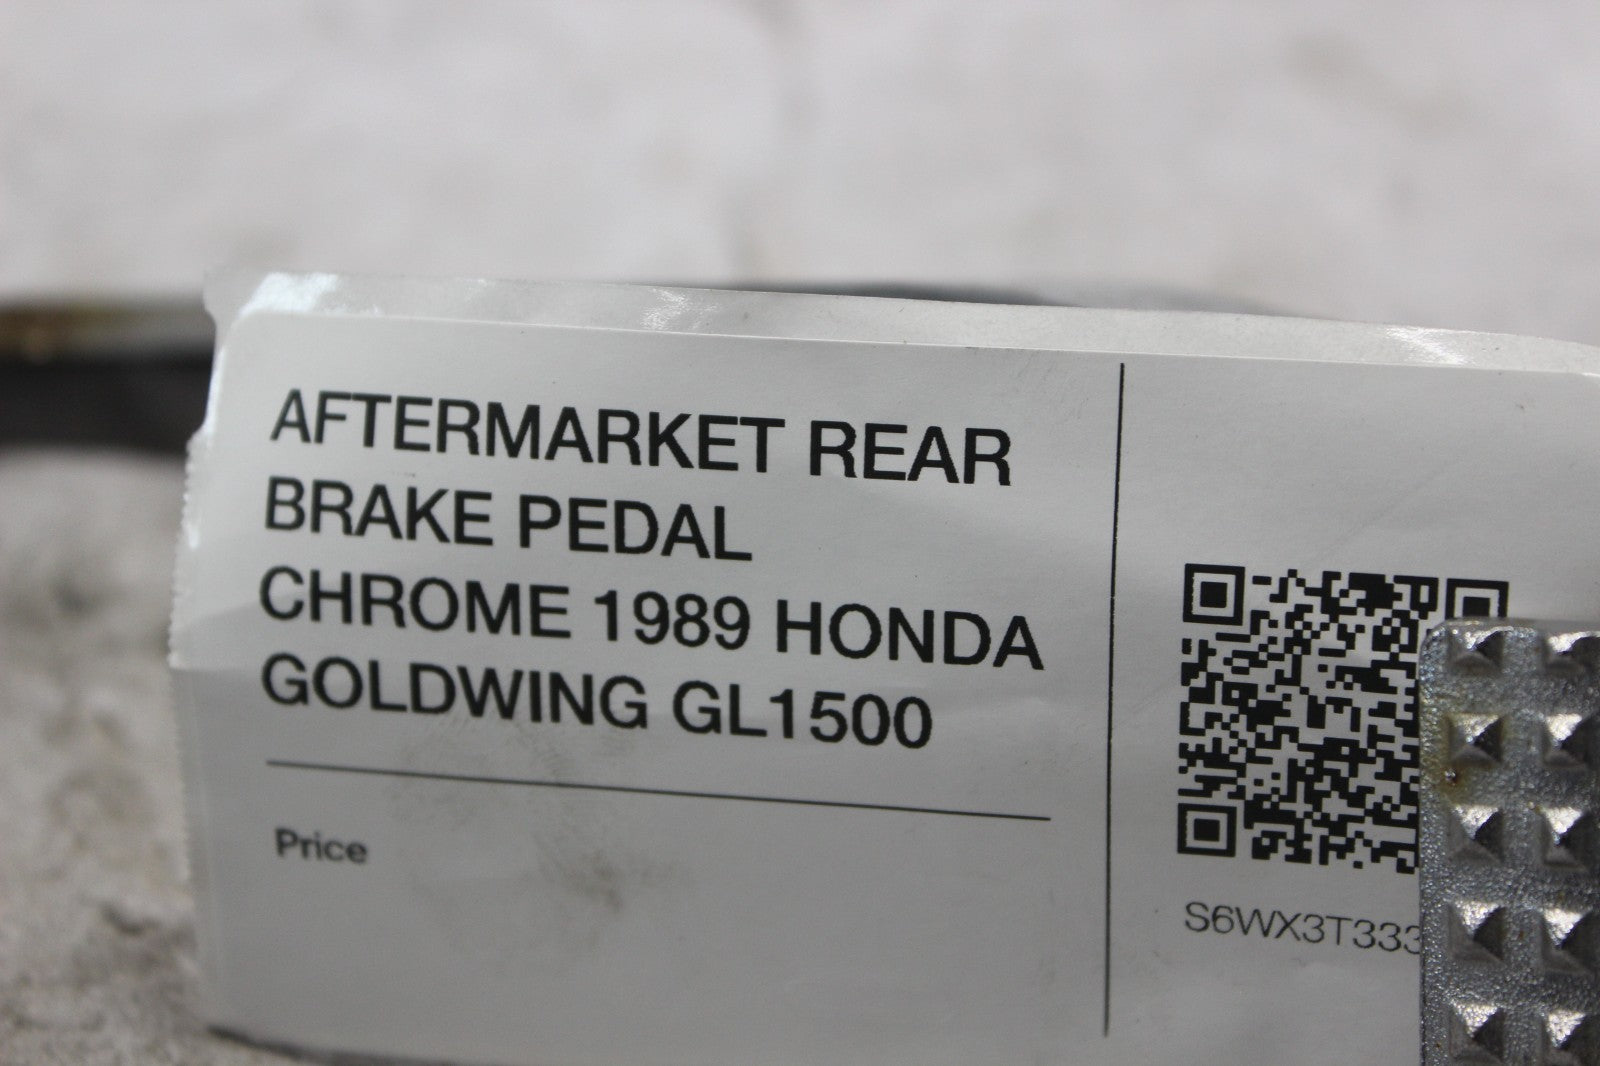 AFTERMARKET REAR
BRAKE PEDAL
CHROME 1989 HONDA
GOLDWING GL1500
Price
S6WX3T333